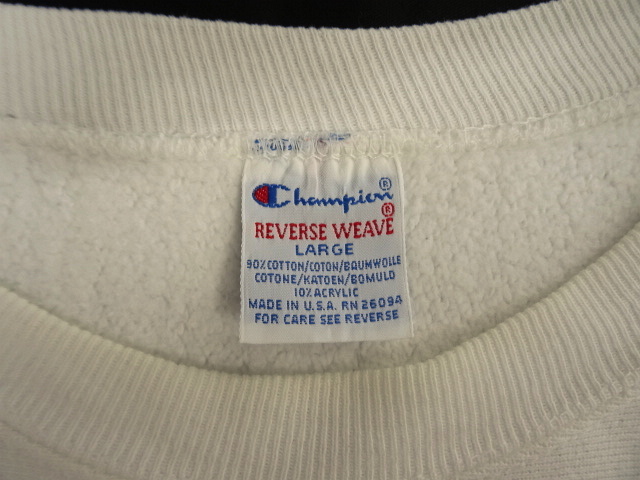 Champion®
REVERSE WEAVE®
LARGE
90% COTTON/COTON/BAUMWOLLE
COTONE/KATOEN/BOMULD
10% ACRYLIC
MADE IN U.S.A. RN 26094
FOR CARE SEE REVERSE